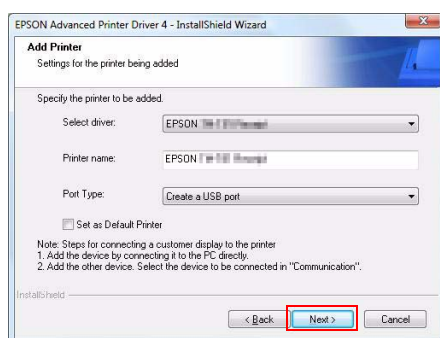 EPSON Advanced Printer Driver 4 - InstallShield Wizard
Add Printer
Settings for the printer being added
Specify the printer to be added.
Select driver:
EPSON
Printer name:
EPSON
Port Type:
Create a USB port
Set as Default Printer
Note: Steps for connecting a customer display to the printer
1. Add the device by connecting it to the PC directly.
2. Add the other device. Select the device to be connected in "Communication".
InstallShield
< Back
Next >
Cancel